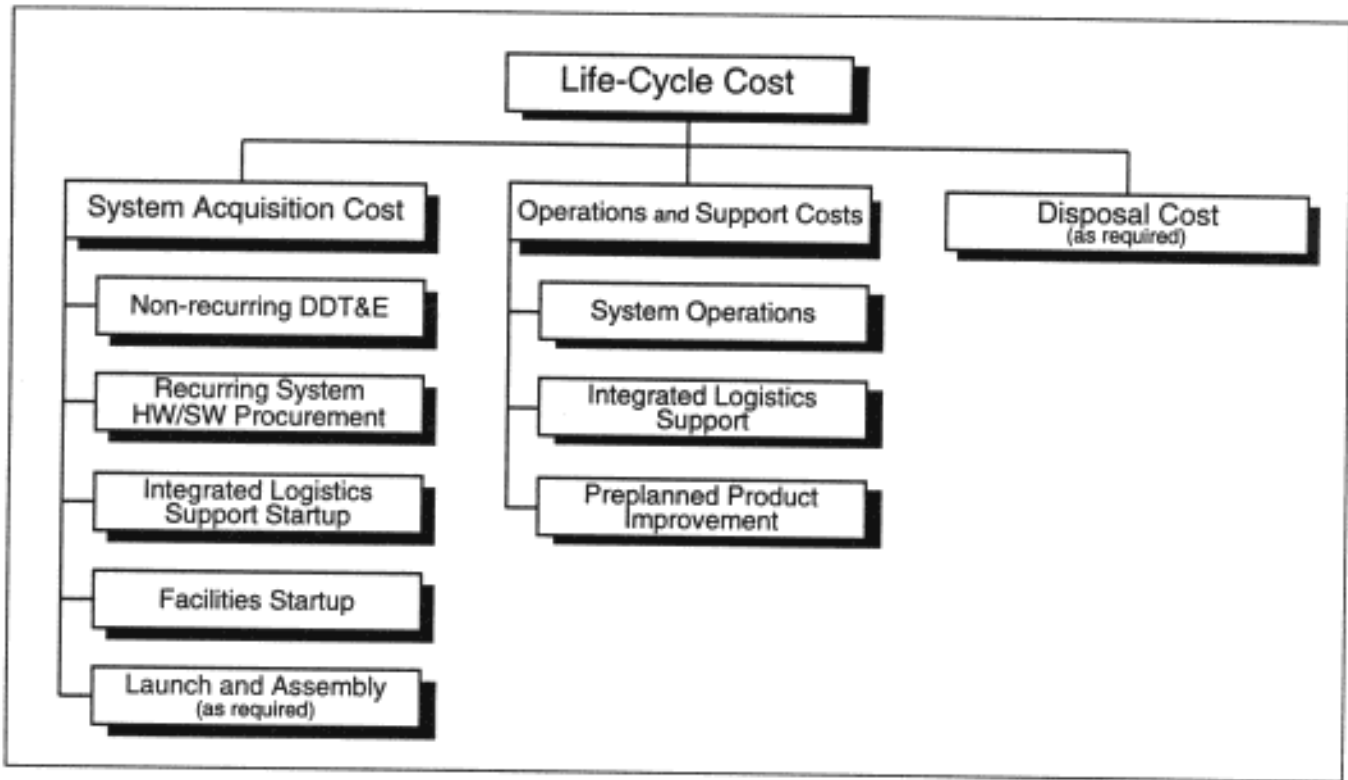 Life-Cycle Cost
System Acquisition Cost
Non-recurring DDT&E
Recurring System
HW/SW Procurement
Integrated Logistics
Support Startup
Facilities Startup
Launch and Assembly
(as required)
Operations and Support Costs
System Operations
Integrated Logistics
Support
Preplanned Product
Improvement
Disposal Cost
(as required)